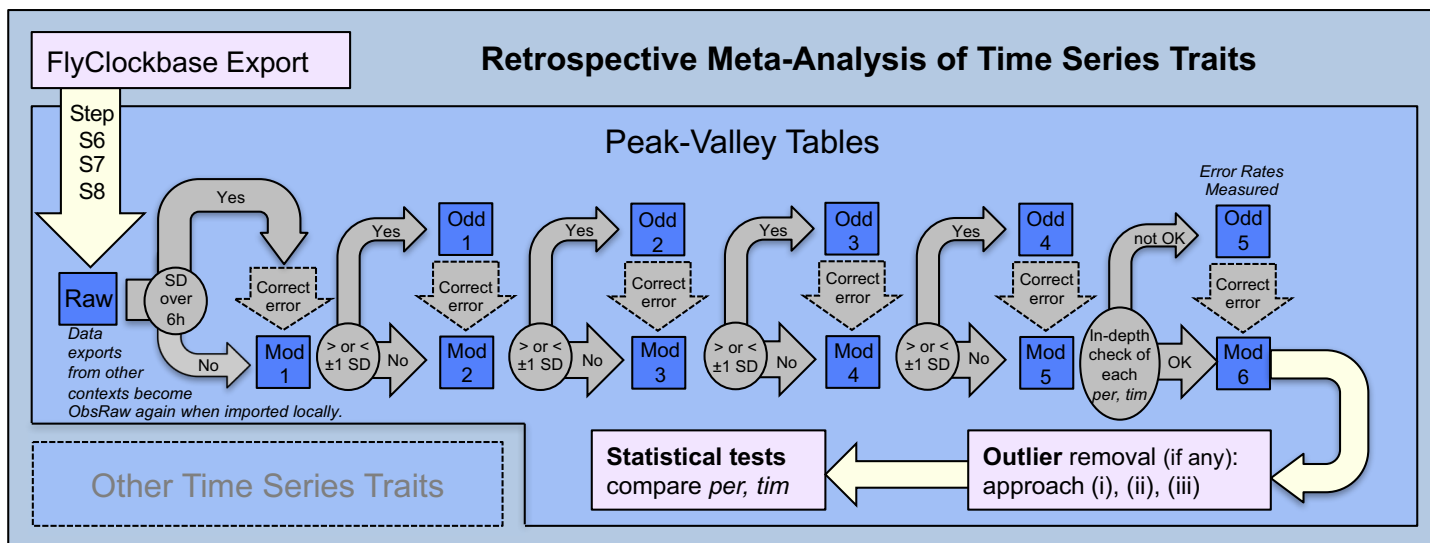 FlyClockbase Export
Retrospective Meta-Analysis of Time Series Traits
Step
S6
S7
S8
Peak-Valley Tables
Raw
Data
exports
from other
contexts become
ObsRaw again when imported locally.
SD
over
6h
Yes
No
Correct
error
Mod
1
> or <
±1 SD
Yes
No
Odd
1
Correct
error
Mod
2
> or <
±1 SD
Yes
No
Odd
2
Correct
error
Mod
3
> or <
±1 SD
Yes
No
Odd
3
Correct
error
Mod
4
> or <
±1 SD
Yes
No
Odd
4
Correct
error
Mod
5
In-depth
check of
each
per, tim
not OK
OK
Error Rates
Measured
Odd
5
Correct
error
Mod
6
Outlier removal (if any):
approach (i), (ii), (iii)
Statistical tests
compare per, tim
Other Time Series Traits